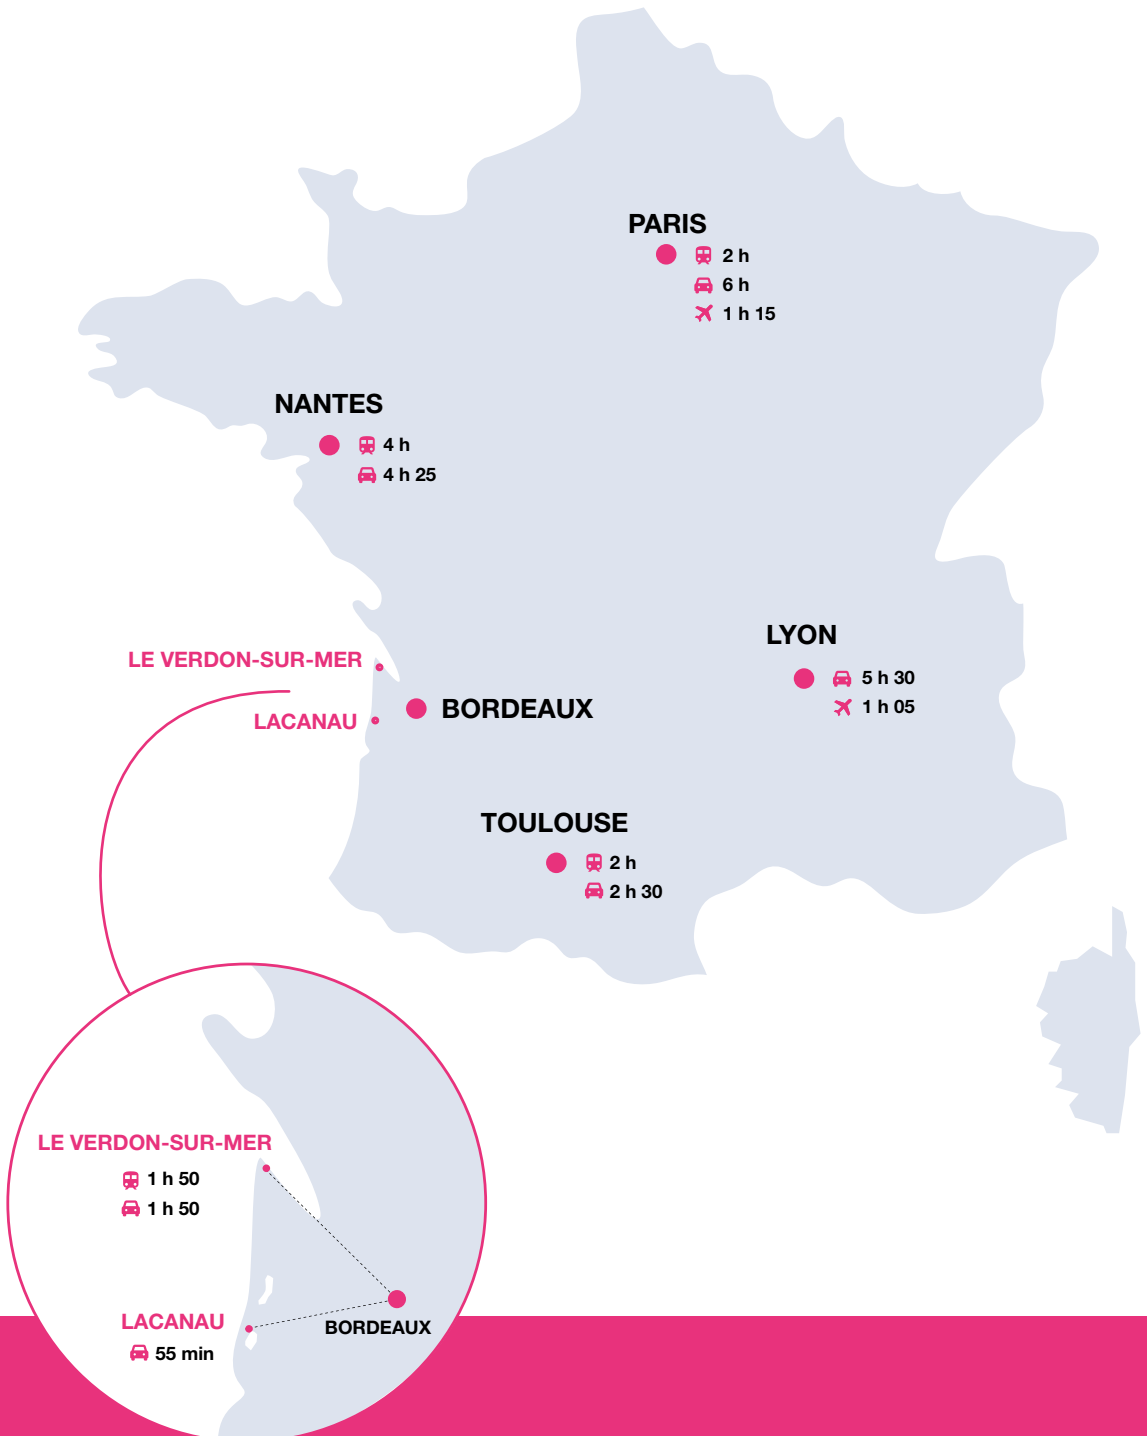 PARIS
2 h
6 h
1 h 15
NANTES
4 h
4 h 25
LYON
5 h 30
1 h 05
LE VERDON-SUR-MER
LACANAU
BORDEAUX
TOULOUSE
2 h
2 h 30
LE VERDON-SUR-MER
1 h 50
1 h 50
LACANAU
55 min
BORDEAUX